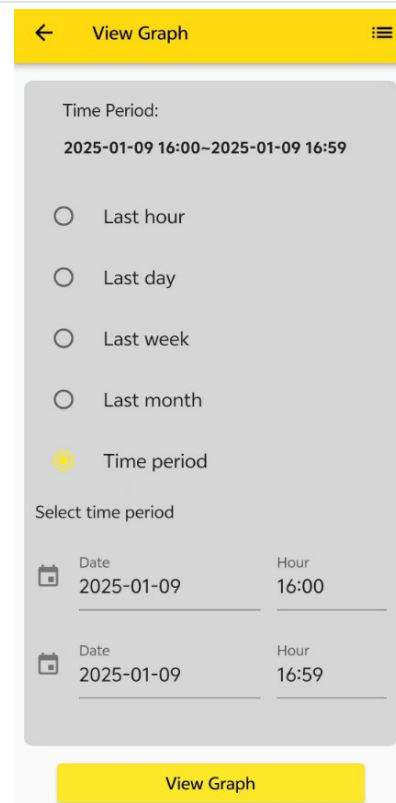 View Graph
Time Period:
2025-01-09 16:00~2025-01-09 16:59
Last hour
Last day
Last week
Last month
Time period
Select time period
Date Hour
2025-01-09 16:00
Date Hour
2025-01-09 16:59
View Graph